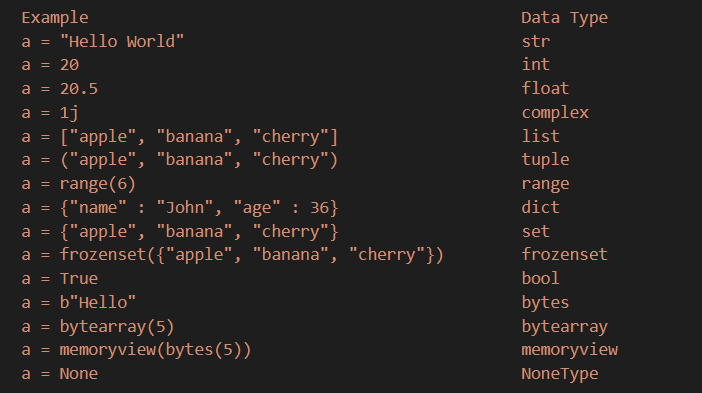 Example Data Type
a = "Hello World" str
a = 20 int
a = 20.5 float
a = 1j complex
a = ["apple", "banana", "cherry"] list
a = ("apple", "banana", "cherry") tuple
a = range(6) range
a = {"name" : "John", "age" : 36} dict
a = {"apple", "banana", "cherry"} set
a = frozenset({"apple", "banana", "cherry"}) frozenset
a = True bool
a = b"Hello" bytes
a = bytearray(5) bytearray
a = memoryview(bytes(5)) memoryview
a = None NoneType